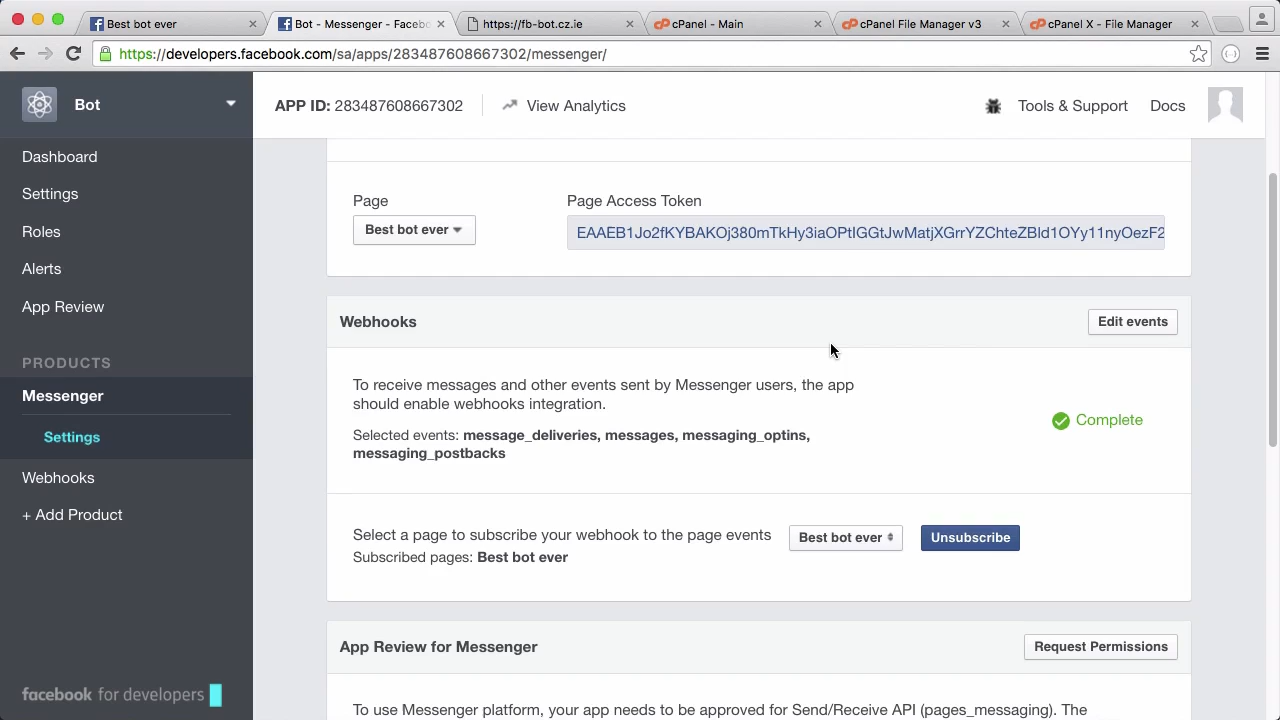 Best bot ever
Bot - Messenger - Facebo
https://fb-bot.cz.ie
cPanel - Main
cPanel File Manager v3
cPanel X - File Manager
https://developers.facebook.com/sa/apps/283487608667302/messenger/
Bot
APP ID: 283487608667302
View Analytics
Tools & Support
Docs
Dashboard
Settings
Roles
Alerts
App Review
PRODUCTS
Messenger
Settings
Webhooks
+ Add Product
facebook for developers
Page
Page Access Token
Best bot ever
EAAEB1Jo2fKYBAKOj380mTkHy3iaOPtIGGtJwMatjXGrrYZChteZBld1OYy11nyOezF2
Webhooks
Edit events
To receive messages and other events sent by Messenger users, the app
should enable webhooks integration.
Complete
Selected events: message_deliveries, messages, messaging_optins,
messaging_postbacks
Select a page to subscribe your webhook to the page events
Best bot ever
Unsubscribe
Subscribed pages: Best bot ever
App Review for Messenger
Request Permissions
To use Messenger platform, your app needs to be approved for Send/Receive API (pages_messaging). The